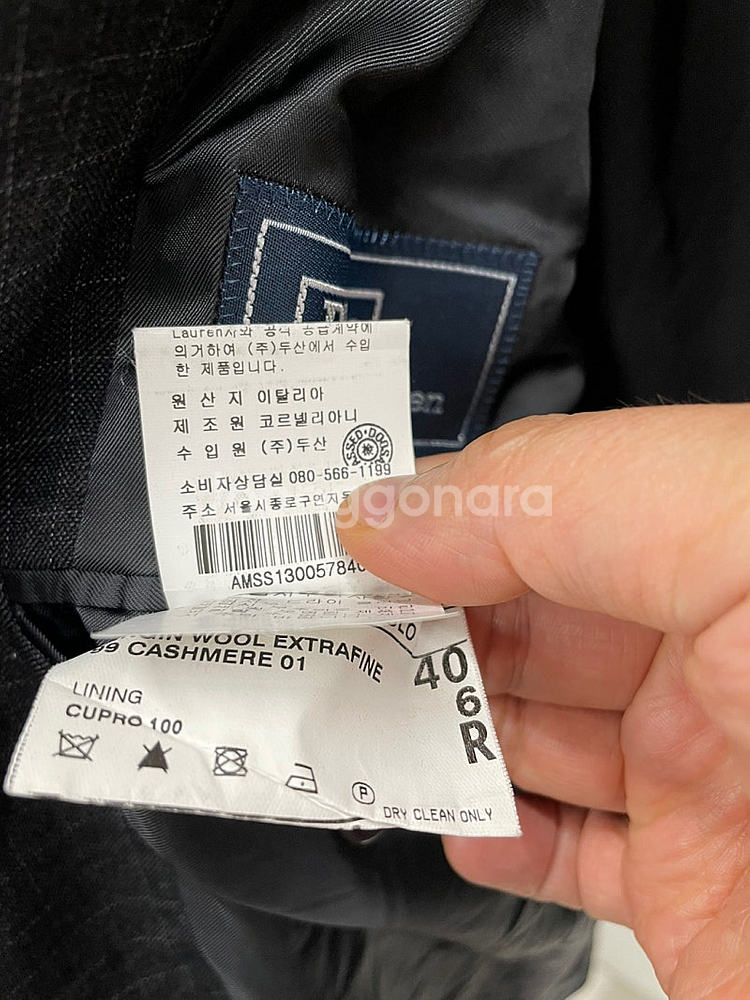 Lauren사와 공식 공급계약에
의거하여 (주)두산에서 수입
한 제품입니다.
원 산 지 이탈리아
제 조 원 코르넬리아니
수 입 원 (주)두산
소비자상담실 080-566-1199
주소 서울시종로구연지동
gonara
AMSS13005784
WOOL EXTRAFINE
99 CASHMERE 01
LINING
CUPRO 100
40
6
R
P
DRY CLEAN ONLY